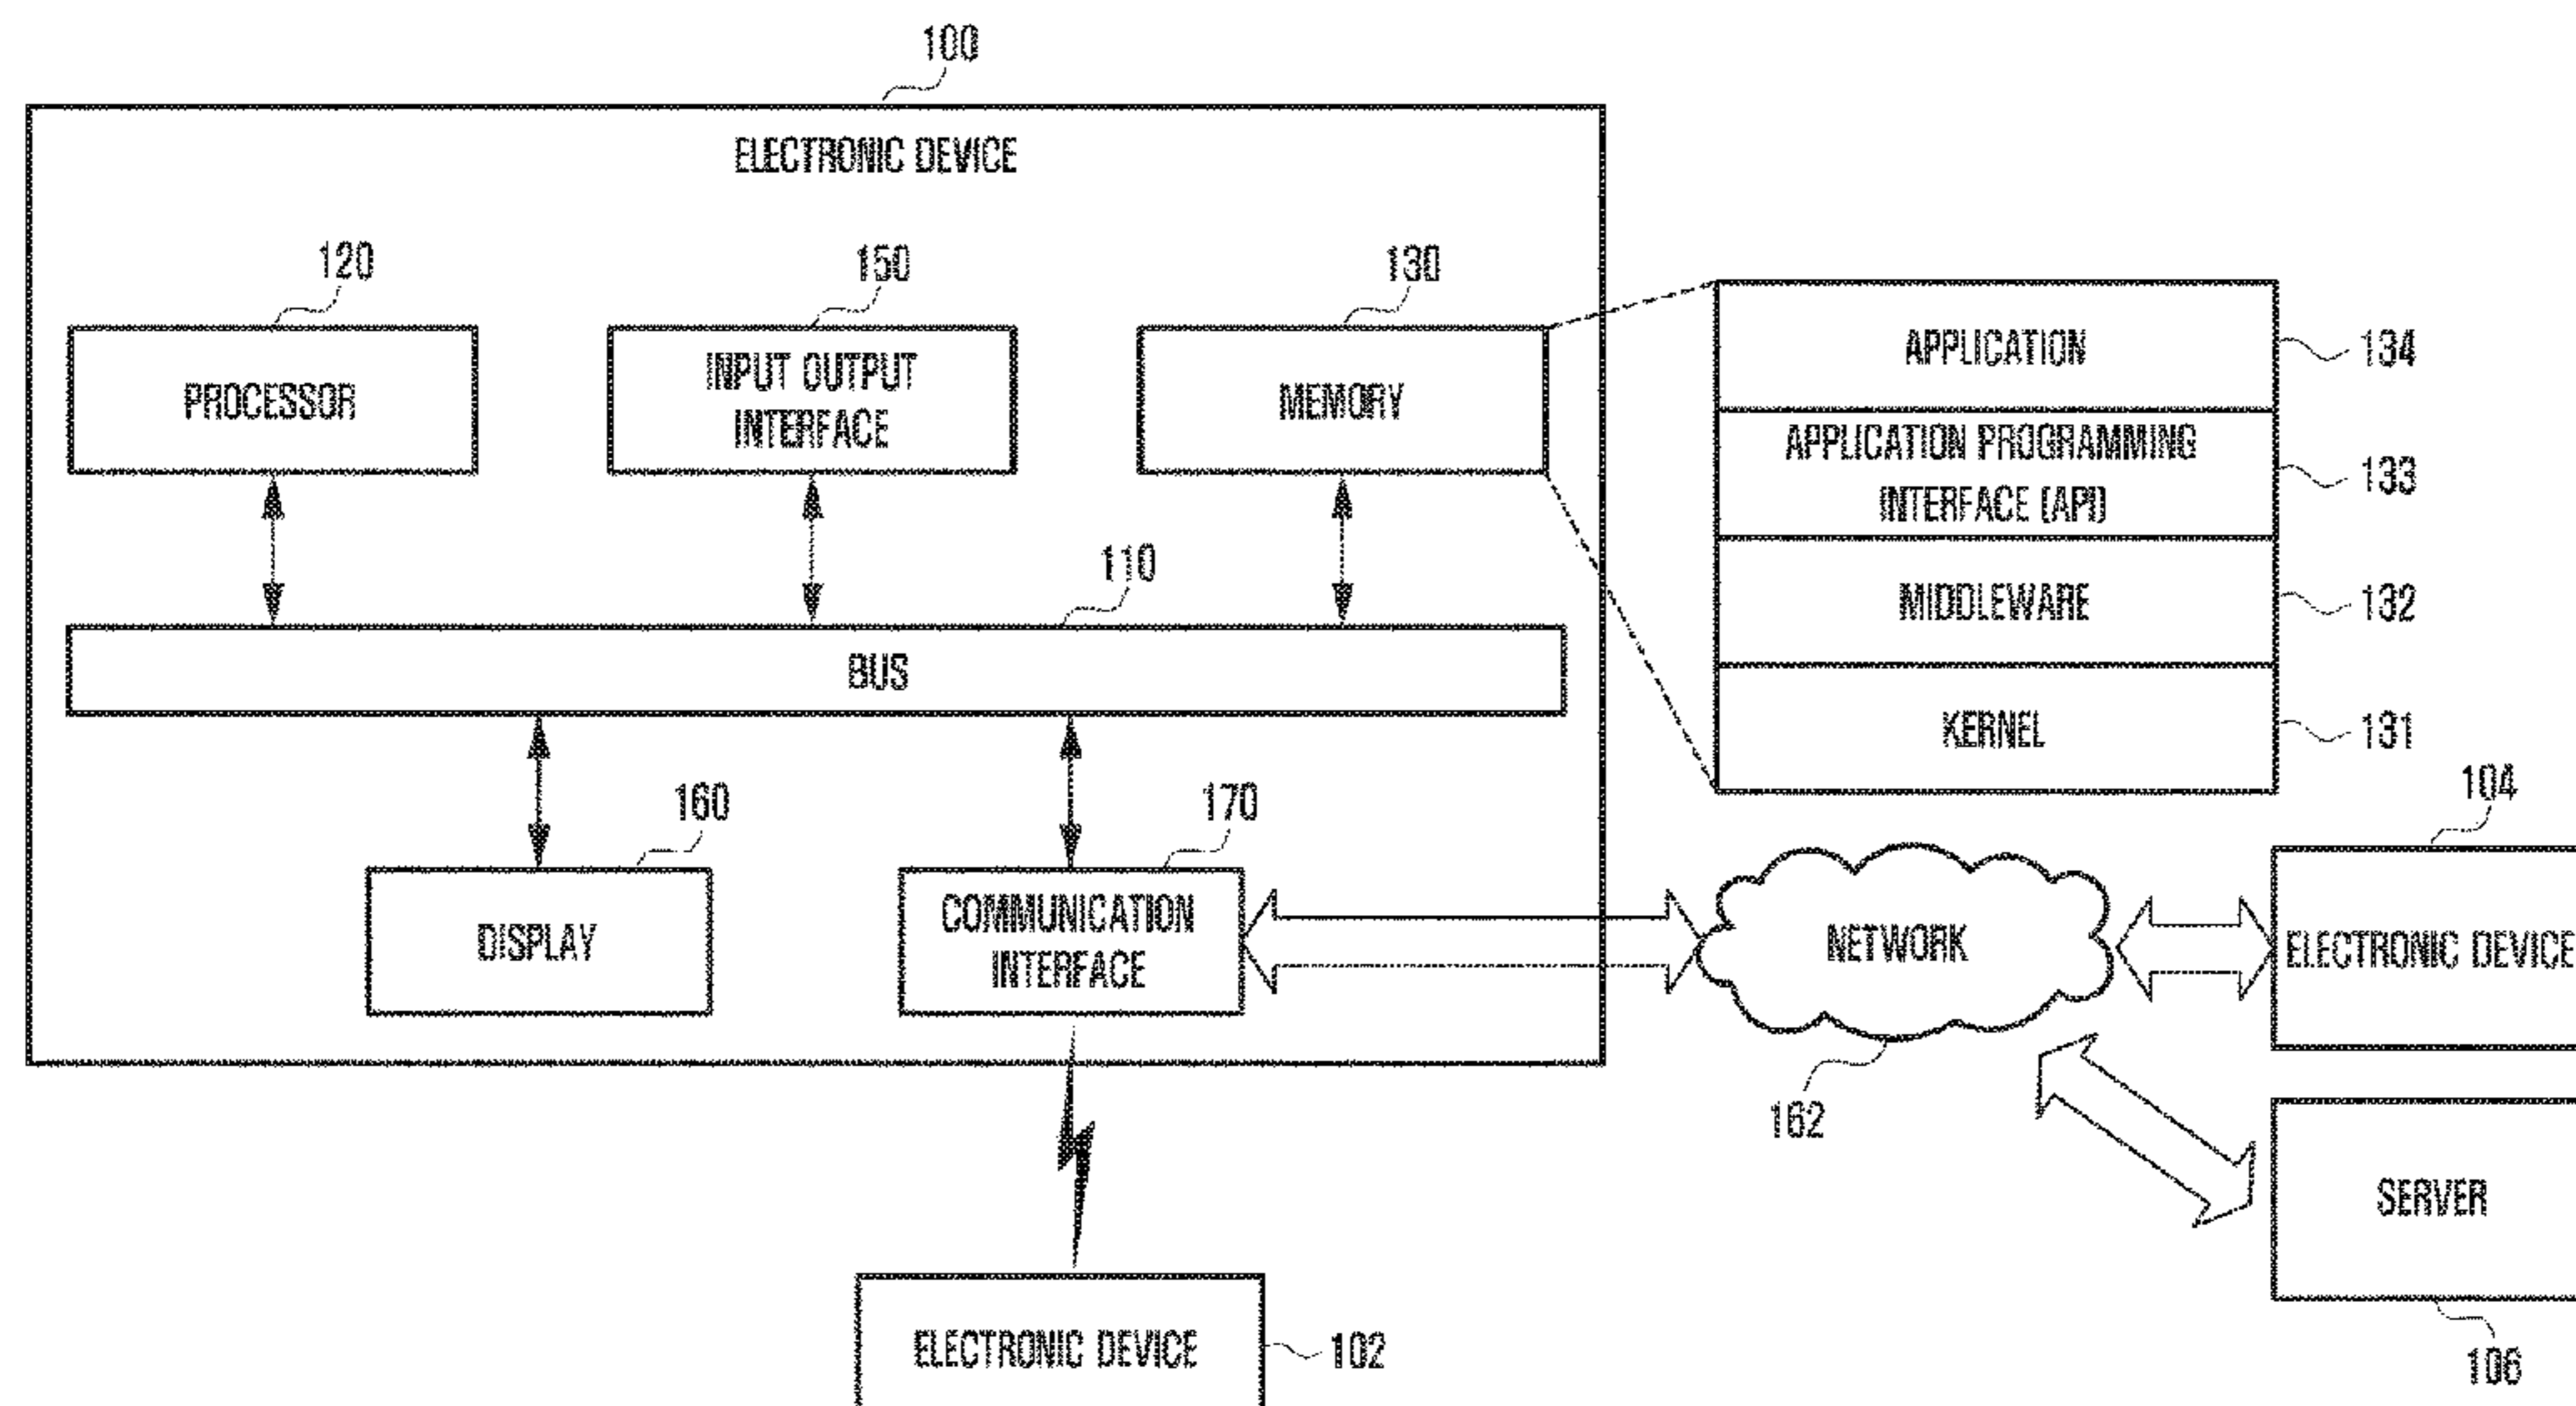 100
ELECTRONIC DEVICE
120
150
130
PROCESSOR
INPUT OUTPUT
INTERFACE
MEMORY
APPLICATION
134
APPLICATION PROGRAMMING
INTERFACE (API)
133
MIDDLEWARE
132
KERNEL
131
110
BUS
160
170
DISPLAY
COMMUNICATION
INTERFACE
NETWORK
162
104
ELECTRONIC DEVICE
SERVER
106
ELECTRONIC DEVICE
102